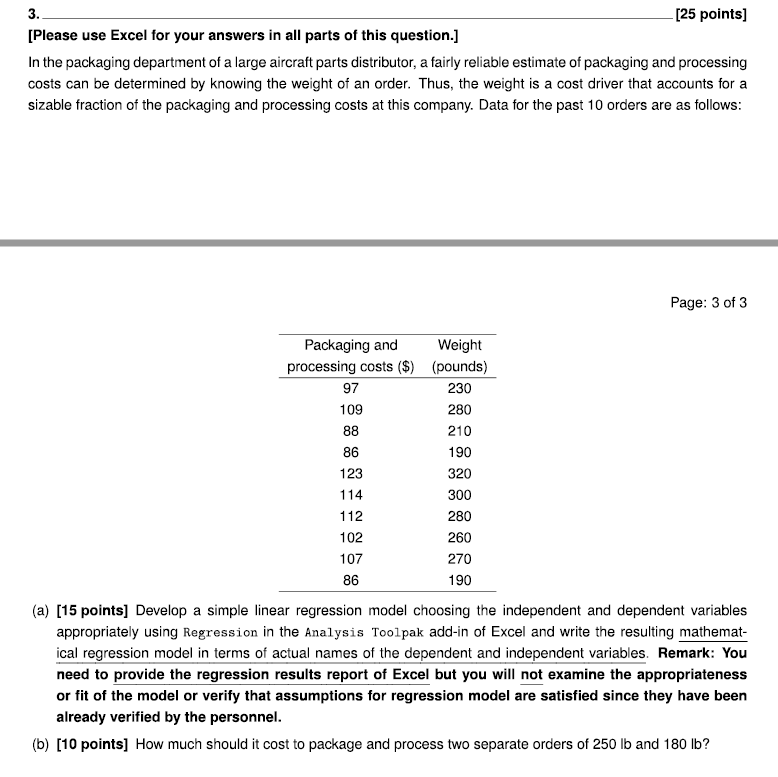 3. [25 points]
[Please use Excel for your answers in all parts of this question.]
In the packaging department of a large aircraft parts distributor, a fairly reliable estimate of packaging and processing
costs can be determined by knowing the weight of an order. Thus, the weight is a cost driver that accounts for a
sizable fraction of the packaging and processing costs at this company. Data for the past 10 orders are as follows:
Page: 3 of 3
Packaging and Weight
processing costs ($) (pounds)
97 230
109 280
88 210
86 190
123 320
114 300
112 280
102 260
107 270
86 190
(a) [15 points] Develop a simple linear regression model choosing the independent and dependent variables
appropriately using Regression in the Analysis Toolpak add-in of Excel and write the resulting mathemat-
ical regression model in terms of actual names of the dependent and independent variables. Remark: You
need to provide the regression results report of Excel but you will not examine the appropriateness
or fit of the model or verify that assumptions for regression model are satisfied since they have been
already verified by the personnel.
(b) [10 points] How much should it cost to package and process two separate orders of 250 lb and 180 lb?